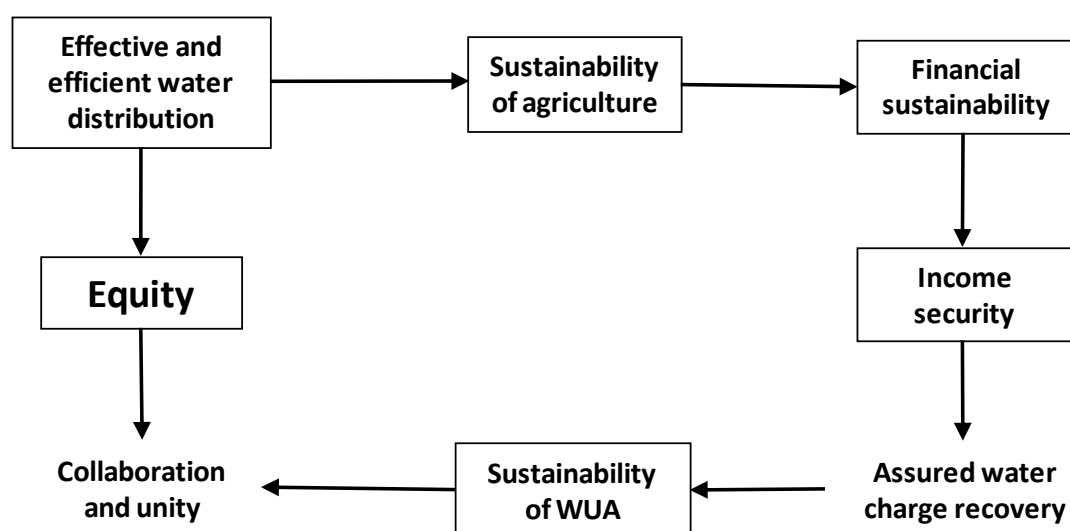 Effective and
efficient water
distribution
Sustainability
of agriculture
Financial
sustainability
Equity
Income
security
Collaboration
and unity
Sustainability
of WUA
Assured water
charge recovery